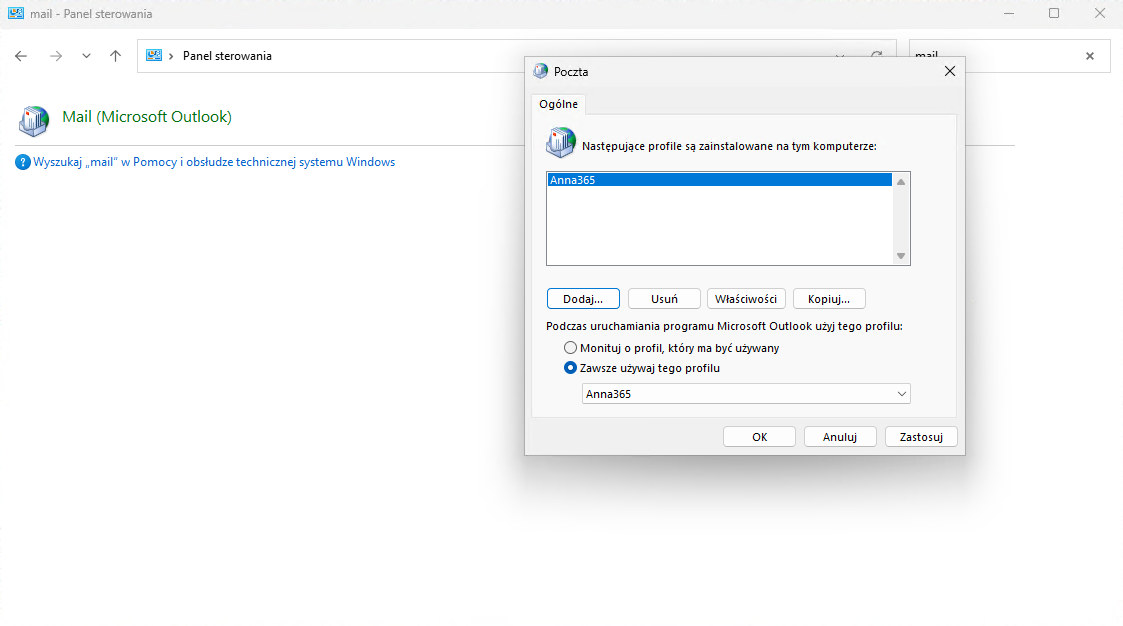 mail - Panel sterowania
Panel sterowania
mail
Poczta
Ogólne
Mail (Microsoft Outlook)
Następujące profile są zainstalowane na tym komputerze:
Wyszukaj „mail” w Pomocy i obsłudze technicznej systemu Windows
Anna365
Dodaj... Usuń Właściwości Kopiuj...
Podczas uruchamiania programu Microsoft Outlook użyj tego profilu:
Monituj o profil, który ma być używany
Zawsze używaj tego profilu
Anna365
OK Anuluj Zastosuj